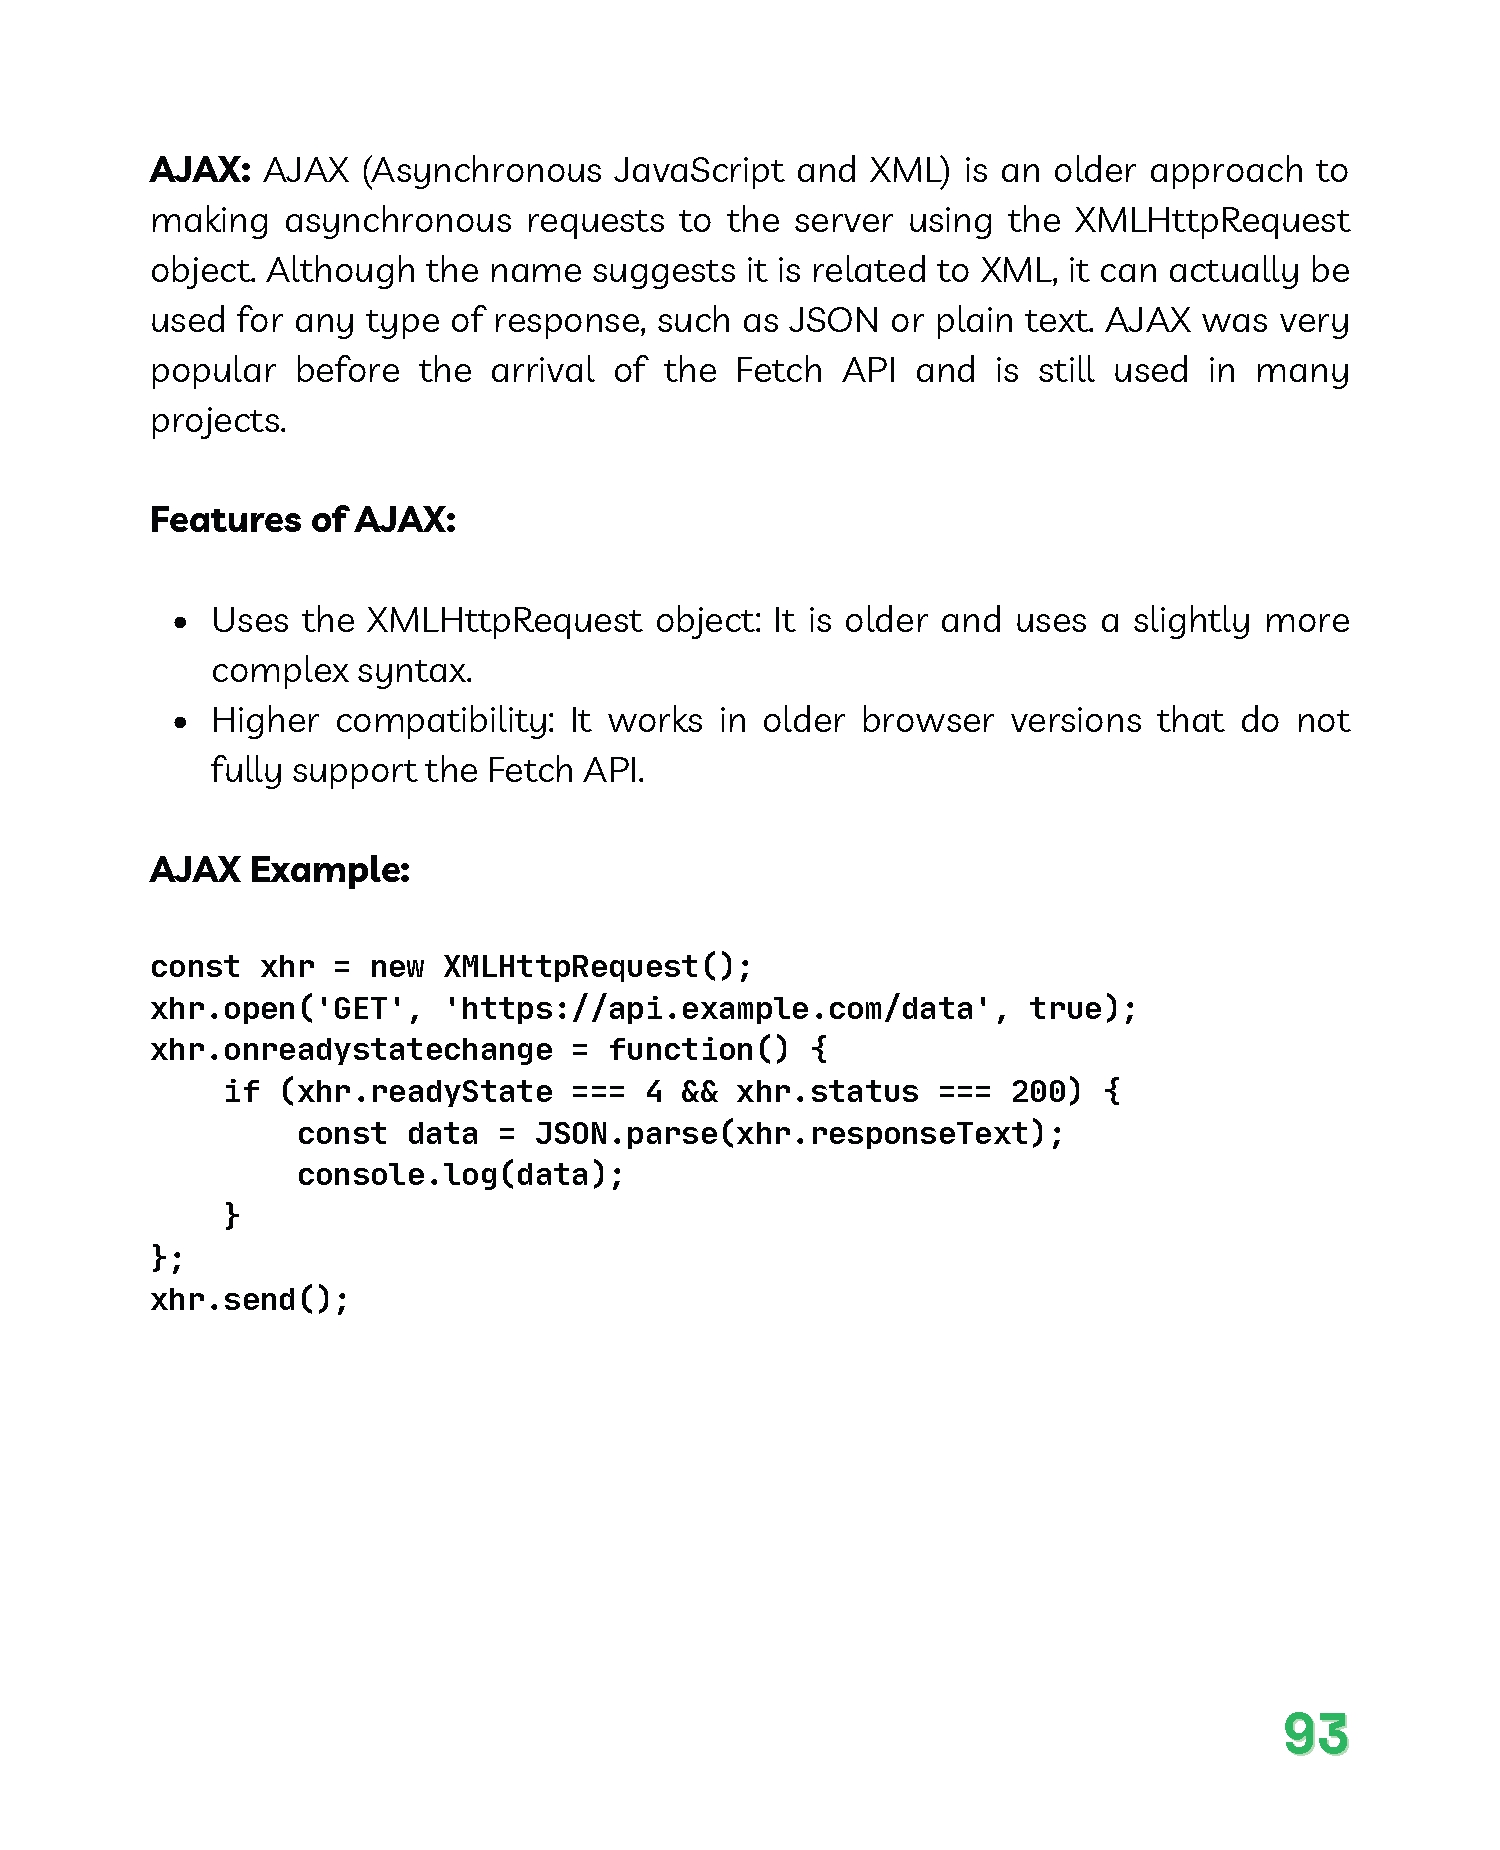 AJAX: AJAX (Asynchronous JavaScript and XML) is an older approach to
making asynchronous requests to the server using the XMLHttpRequest
object. Although the name suggests it is related to XML, it can actually be
used for any type of response, such as JSON or plain text. AJAX was very
popular before the arrival of the Fetch API and is still used in many
projects.
Features of AJAX:
• Uses the XMLHttpRequest object: It is older and uses a slightly more
complex syntax.
• Higher compatibility: It works in older browser versions that do not
fully support the Fetch API.
AJAX Example:
const xhr = new XMLHttpRequest();
xhr.open('GET', 'https://api.example.com/data', true);
xhr.onreadystatechange = function() {
    if (xhr.readyState === 4 && xhr.status === 200) {
        const data = JSON.parse(xhr.responseText);
        console.log(data);
    }
};
xhr.send();
93